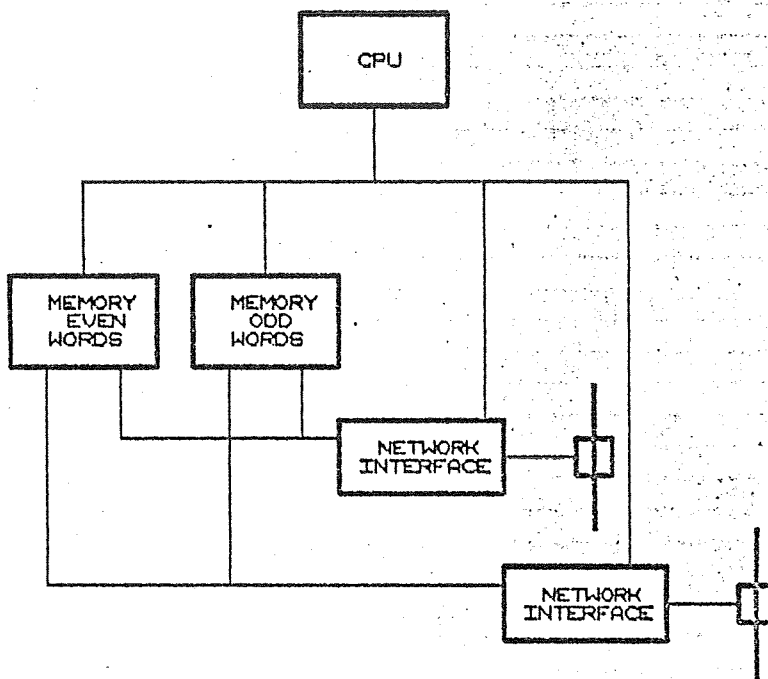 CPU
MEMORY
EVEN
WORDS
MEMORY
ODD
WORDS
NETWORK
INTERFACE
NETWORK
INTERFACE